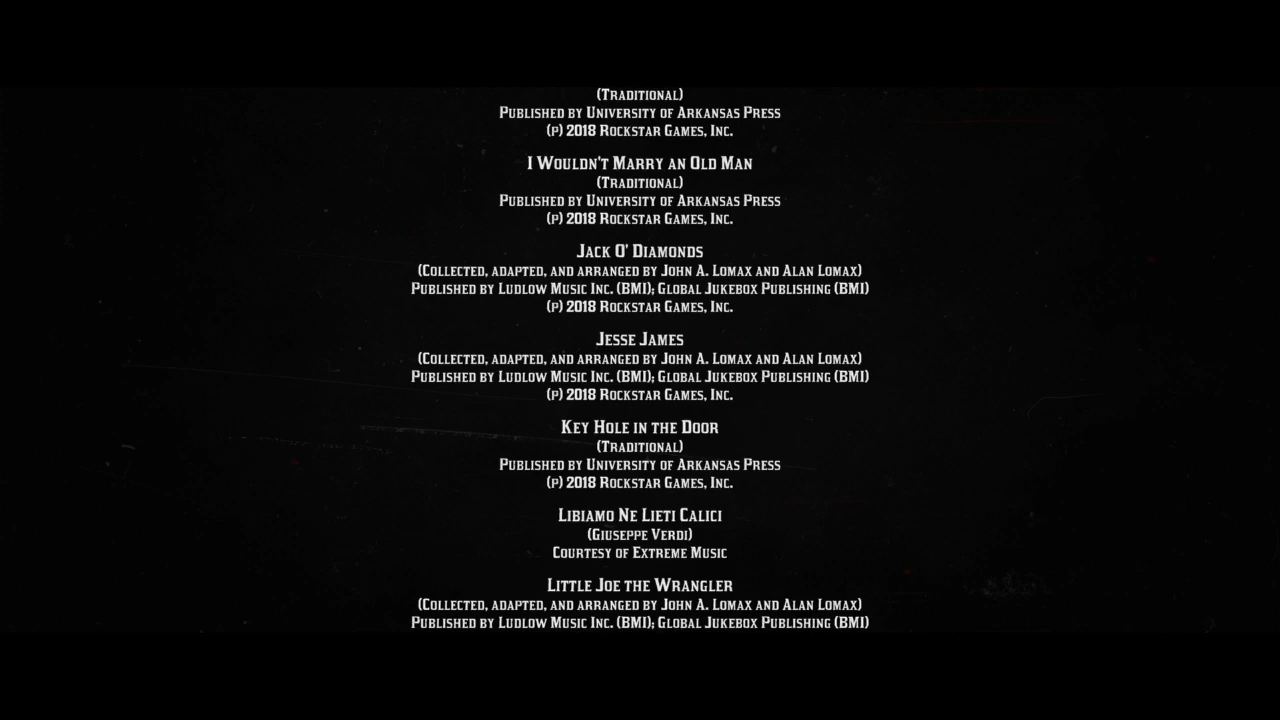 (Traditional)
Published by University of Arkansas Press
(P) 2018 Rockstar Games, Inc.
I Wouldn't Marry an Old Man
(Traditional)
Published by University of Arkansas Press
(P) 2018 Rockstar Games, Inc.
Jack O' Diamonds
(Collected, adapted, and arranged by John A. Lomax and Alan Lomax)
Published by Ludlow Music Inc. (BMI); Global Jukebox Publishing (BMI)
(P) 2018 Rockstar Games, Inc.
Jesse James
(Collected, adapted, and arranged by John A. Lomax and Alan Lomax)
Published by Ludlow Music Inc. (BMI); Global Jukebox Publishing (BMI)
(P) 2018 Rockstar Games, Inc.
Key Hole in the Door
(Traditional)
Published by University of Arkansas Press
(P) 2018 Rockstar Games, Inc.
Libiamo Ne Lieti Calici
(Giuseppe Verdi)
Courtesy of Extreme Music
Little Joe the Wrangler
(Collected, adapted, and arranged by John A. Lomax and Alan Lomax)
Published by Ludlow Music Inc. (BMI); Global Jukebox Publishing (BMI)